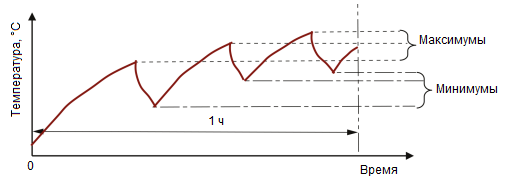 Температура, °C
Максимумы
Минимумы
1 ч
0
Время